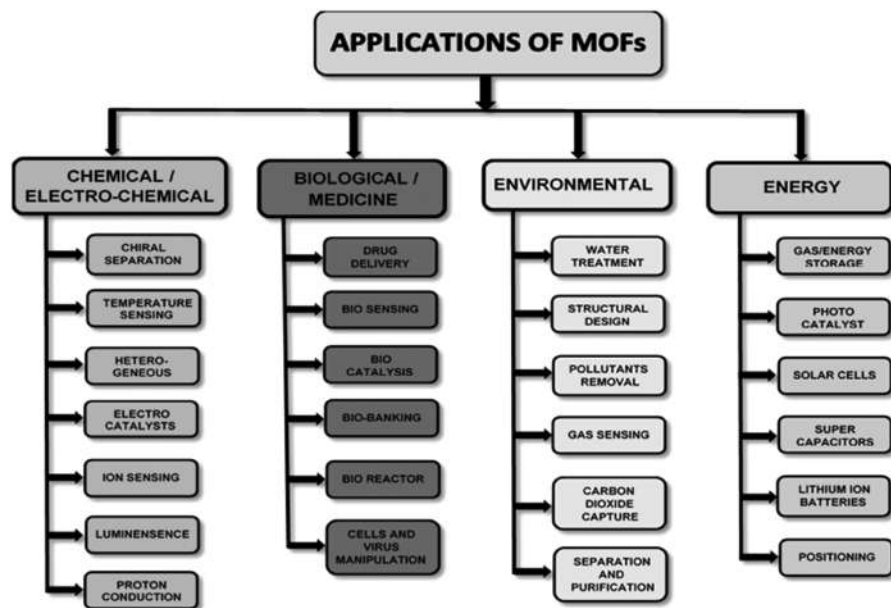 APPLICATIONS OF MOFs
CHEMICAL /
ELECTRO-CHEMICAL
CHIRAL
SEPARATION
TEMPERATURE
SENSING
HETERO-
GENEOUS
ELECTRO
CATALYSTS
ION SENSING
LUMINENSENCE
PROTON
CONDUCTION
BIOLOGICAL /
MEDICINE
DRUG
DELIVERY
BIO SENSING
BIO
CATALYSIS
BIO-BANKING
BIO REACTOR
CELLS AND
VIRUS
MANIPULATION
ENVIRONMENTAL
WATER
TREATMENT
STRUCTURAL
DESIGN
POLLUTANTS
REMOVAL
GAS SENSING
CARBON
DIOXIDE
CAPTURE
SEPARATION
AND
PURIFICATION
ENERGY
GAS/ENERGY
STORAGE
PHOTO
CATALYST
SOLAR CELLS
SUPER
CAPACITORS
LITHIUM ION
BATTERIES
POSITIONING